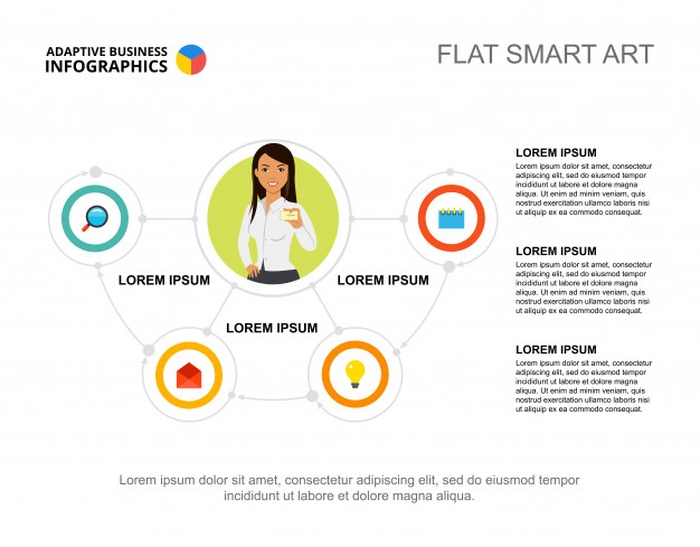 ADAPTIVE BUSINESS
INFOGRAPHICS
FLAT SMART ART
LOREM IPSUM
LOREM IPSUM
LOREM IPSUM
LOREM IPSUM
Lorem ipsum dolor sit amet,
consectetur adipiscing elit, sed do
eiusmod tempor
incididunt ut labore et dolore magna
aliqua. Ut enim ad minim veniam, quis
nostrud exercitation ullamco laboris nisi
ut aliquip ex ea commodo consequat.
LOREM IPSUM
Lorem ipsum dolor sit amet,
consectetur adipiscing elit, sed do
eiusmod tempor
incididunt ut labore et dolore magna
aliqua. Ut enim ad minim veniam, quis
nostrud exercitation ullamco laboris nisi
ut aliquip ex ea commodo consequat.
LOREM IPSUM
Lorem ipsum dolor sit amet,
consectetur adipiscing elit, sed do
eiusmod tempor
incididunt ut labore et dolore magna
aliqua. Ut enim ad minim veniam, quis
nostrud exercitation ullamco laboris nisi
ut aliquip ex ea commodo consequat.
Lorem ipsum dolor sit amet, consectetur adipiscing elit, sed do eiusmod tempor
incididunt ut labore et dolore magna aliqua.